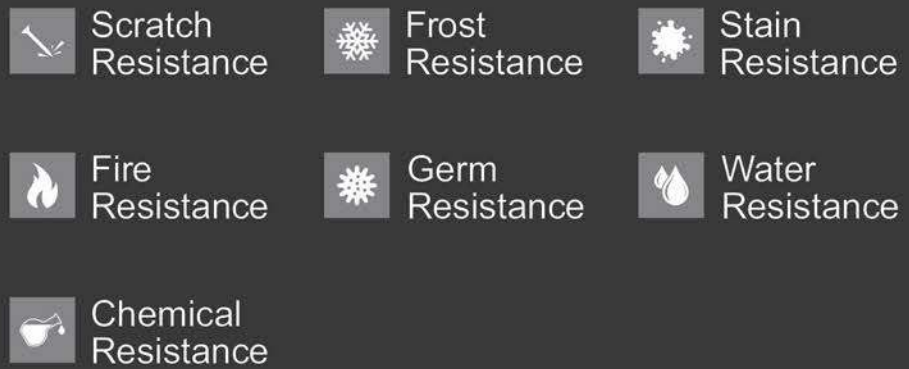 Scratch
Resistance
Frost
Resistance
Stain
Resistance
Fire
Resistance
Germ
Resistance
Water
Resistance
Chemical
Resistance